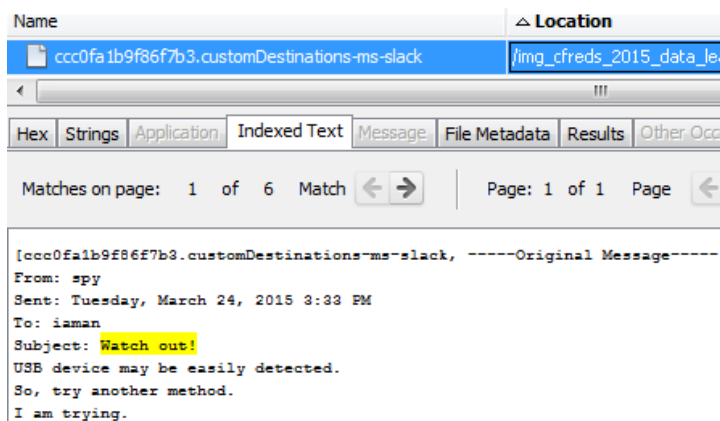 Name △ Location
ccc0fa1b9f86f7b3.customDestinations-ms-slack /img_cfreds_2015_data_lea
Hex Strings Application Indexed Text Message File Metadata Results Other Occ
Matches on page: 1 of 6 Match Page: 1 of 1 Page
[ccc0fa1b9f86f7b3.customDestinations-ms-slack, -----Original Message-----
From: spy
Sent: Tuesday, March 24, 2015 3:33 PM
To: iaman
Subject: Watch out!
USB device may be easily detected.
So, try another method.
I am trying.